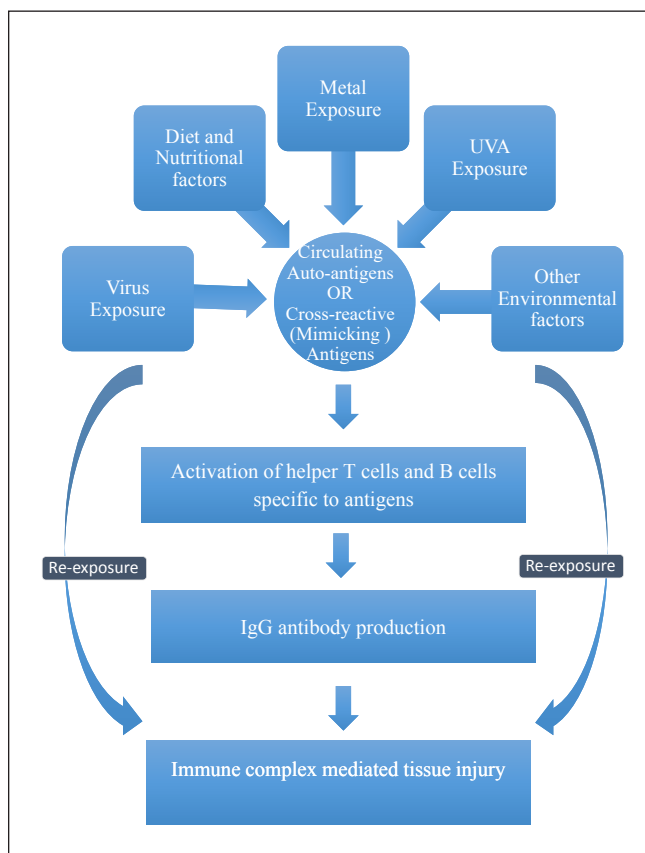 Metal
Exposure
Diet and
Nutritional
factors
UVA
Exposure
Virus
Exposure
Circulating
Auto-antigens
OR
Cross-reactive
(Mimicking )
Antigens
Other
Environmental
factors
Activation of helper T cells and B cells
specific to antigens
Re-exposure
Re-exposure
IgG antibody production
Immune complex mediated tissue injury